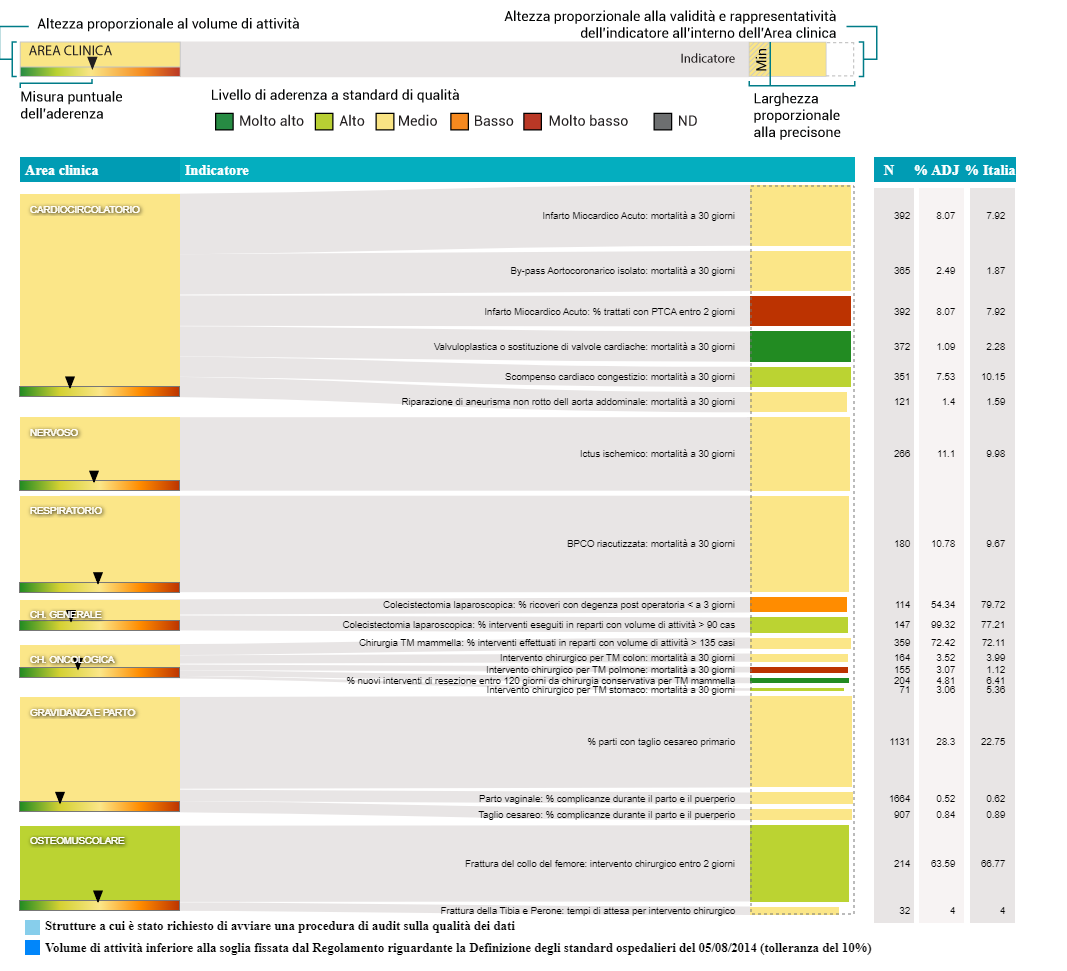 Altezza proporzionale al volume di attività
Altezza proporzionale alla validità e rappresentatività
dell'indicatore all'interno dell'Area clinica
AREA CLINICA
Indicatore
Min
Misura puntuale
dell'aderenza
Livello di aderenza a standard di qualità
Molto alto Alto Medio Basso Molto basso ND
Larghezza
proporzionale
alla precisone
Area clinica Indicatore N % ADJ % Italia
CARDIOCIRCOLATORIO
Infarto Miocardico Acuto: mortalità a 30 giorni 392 8.07 7.92
By-pass Aortocoronarico isolato: mortalità a 30 giorni 365 2.49 1.87
Infarto Miocardico Acuto: % trattati con PTCA entro 2 giorni 392 8.07 7.92
Valvuloplastica o sostituzione di valvole cardiache: mortalità a 30 giorni 372 1.09 2.28
Scompenso cardiaco congestizio: mortalità a 30 giorni 351 7.53 10.15
Riparazione di aneurisma non rotto dell aorta addominale: mortalità a 30 giorni 121 1.4 1.59
NERVOSO
Ictus ischemico: mortalità a 30 giorni 266 11.1 9.98
RESPIRATORIO
BPCO riacutizzata: mortalità a 30 giorni 180 10.78 9.67
CH. GENERALE
Colecistectomia laparoscopica: % ricoveri con degenza post operatoria < a 3 giorni 114 54.34 79.72
Colecistectomia laparoscopica: % interventi eseguiti in reparti con volume di attività > 90 cas 147 99.32 77.21
Chirurgia TM mammella: % interventi effettuati in reparti con volume di attività > 135 casi 359 72.42 72.11
CH. ONCOLOGICA
Intervento chirurgico per TM colon: mortalità a 30 giorni 164 3.52 3.99
Intervento chirurgico per TM polmone: mortalità a 30 giorni 155 3.07 1.12
% nuovi interventi di resezione entro 120 giorni da chirurgia conservativa per TM mammella 204 4.81 6.41
Intervento chirurgico per TM stomaco: mortalità a 30 giorni 71 3.06 5.36
GRAVIDANZA E PARTO
% parti con taglio cesareo primario 1131 28.3 22.75
Parto vaginale: % complicanze durante il parto e il puerperio 1664 0.52 0.62
Taglio cesareo: % complicanze durante il parto e il puerperio 907 0.84 0.89
OSTEOMUSCOLARE
Frattura del collo del femore: intervento chirurgico entro 2 giorni 214 63.59 66.77
Frattura della Tibia e Perone: tempi di attesa per intervento chirurgico 32 4 4
Strutture a cui è stato richiesto di avviare una procedura di audit sulla qualità dei dati
Volume di attività inferiore alla soglia fissata dal Regolamento riguardante la Definizione degli standard ospedalieri del 05/08/2014 (tolleranza del 10%)